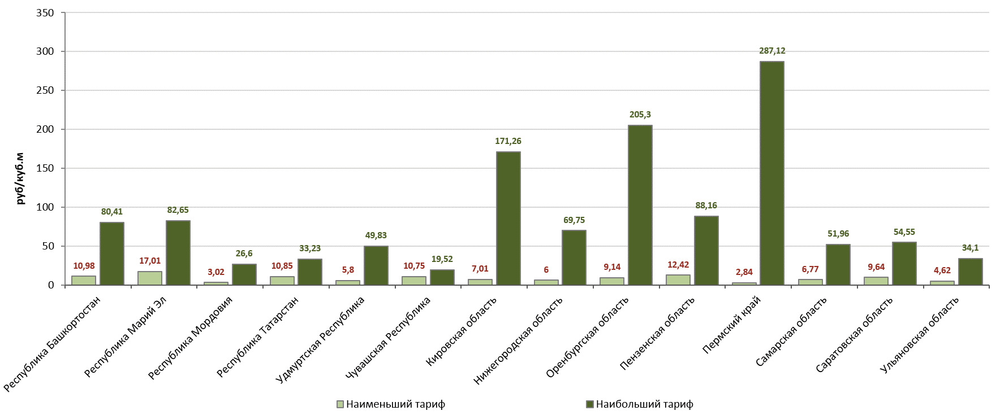 350
300
250
200
150
100
50
0
руб/куб.м
10,98
80,41
17,01
82,65
3,02
26,6
10,85
33,23
5,8
49,83
10,75
19,52
7,01
171,26
6
69,75
9,14
205,3
12,42
88,16
2,84
287,12
6,77
51,96
9,64
54,55
4,62
34,1
Республика Башкортостан
Республика Марий Эл
Республика Мордовия
Республика Татарстан
Удмуртская Республика
Чувашская Республика
Кировская область
Нижегородская область
Оренбургская область
Пензенская область
Пермский край
Самарская область
Саратовская область
Ульяновская область
Наименьший тариф
Наибольший тариф